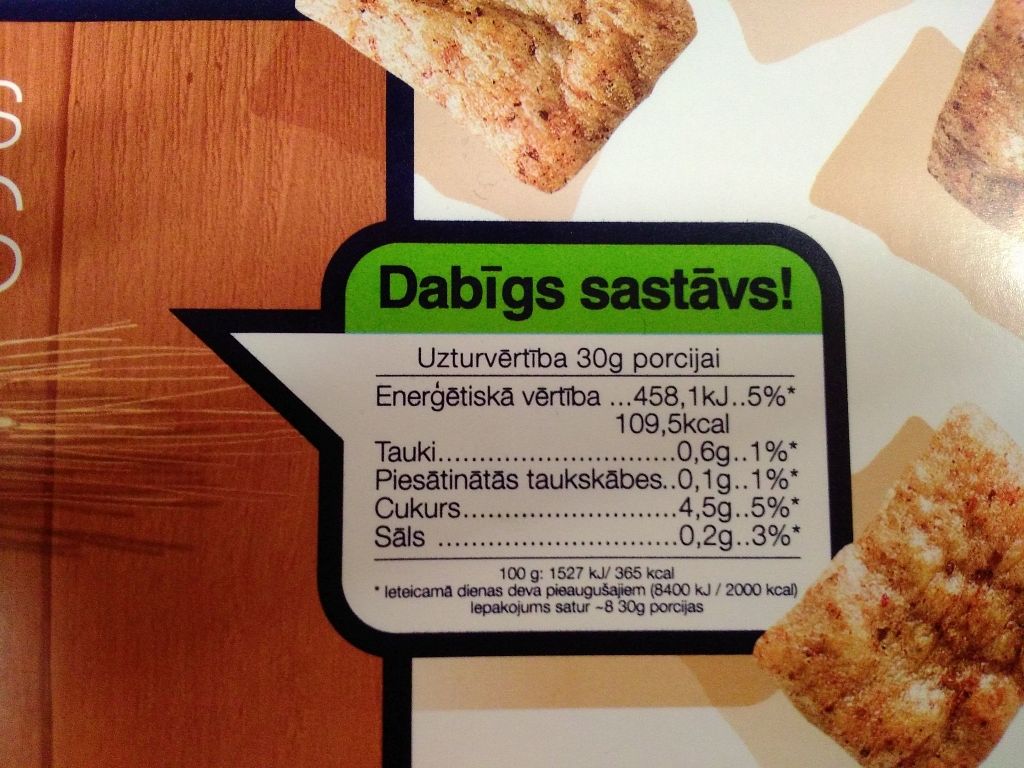 Dabīgs sastāvs!
Uzturvērtība 30g porcijai
Enerģētiskā vērtība ...458,1kJ..5%*
109,5kcal
Tauki............................0,6g..1%*
Piesātinātās taukskābes..0,1g..1%*
Cukurs.........................4,5g..5%*
Sāls ............................0,2g..3%*
100 g: 1527 kJ/ 365 kcal
* Ieteicamā dienas deva pieaugušajiem (8400 kJ / 2000 kcal)
Iepakojums satur ~8 30g porcijas